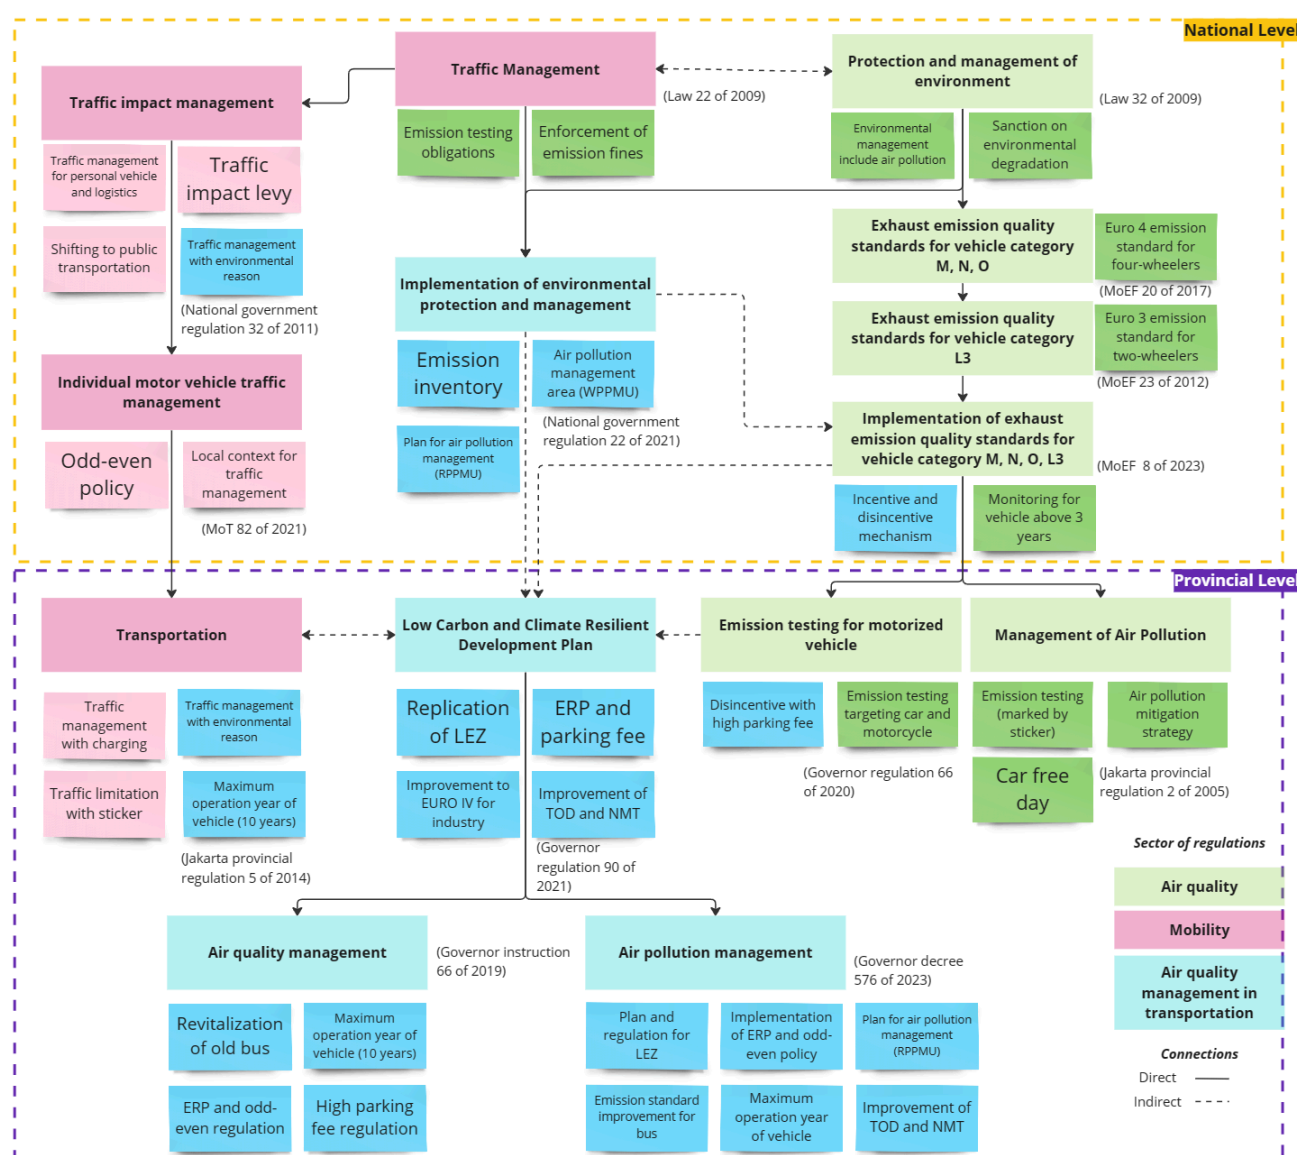 National Level
Traffic Management
(Law 22 of 2009)
Protection and management of
environment
(Law 32 of 2009)
Traffic impact management
Emission testing
obligations
Enforcement of
emission fines
Environmental
management
include air pollution
Sanction on
environmental
degradation
Traffic management
for personal vehicle
and logistics
Traffic
impact levy
Shifting to public
transportation
Traffic management
with environmental
reason
(National government
regulation 32 of 2011)
Exhaust emission quality
standards for vehicle category
M, N, O
Euro 4 emission
standard for
four-wheelers
(MoEF 20 of 2017)
Implementation of environmental
protection and management
Exhaust emission quality
standards for vehicle category
L3
Euro 3 emission
standard for
two-wheelers
(MoEF 23 of 2012)
Emission
inventory
Air pollution
management
area (WPPMU)
(National government
regulation 22 of 2021)
Plan for air pollution
management
(RPPMU)
Individual motor vehicle traffic
management
Odd-even
policy
Local context for
traffic
management
(MoT 82 of 2021)
Implementation of exhaust
emission quality standards for
vehicle category M, N, O, L3
(MoEF 8 of 2023)
Incentive and
disincentive
mechanism
Monitoring for
vehicle above 3
years
Provincial Level
Transportation
Low Carbon and Climate Resilient
Development Plan
Emission testing for motorized
vehicle
Management of Air Pollution
Traffic
management
with charging
Traffic management
with environmental
reason
Traffic limitation
with sticker
Maximum
operation year of
vehicle (10 years)
(Jakarta provincial
regulation 5 of 2014)
Replication
of LEZ
ERP and
parking fee
Improvement to
EURO IV for
industry
Improvement of
TOD and NMT
(Governor
regulation 90 of
2021)
Disincentive with
high parking fee
Emission testing
targeting car and
motorcycle
(Governor regulation 66
of 2020)
Emission testing
(marked by
sticker)
Air pollution
mitigation
strategy
Car free
day
(Jakarta provincial
regulation 2 of 2005)
Air quality management
(Governor instruction
66 of 2019)
Air pollution management
(Governor decree
576 of 2023)
Revitalization
of old bus
Maximum
operation year of
vehicle (10 years)
ERP and odd-
even regulation
High parking
fee regulation
Plan and
regulation for
LEZ
Implementation
of ERP and odd-
even policy
Plan for air pollution
management
(RPPMU)
Emission standard
improvement for
bus
Maximum
operation year
of vehicle
Improvement of
TOD and NMT
Sector of regulations
Air quality
Mobility
Air quality
management in
transportation
Connections
Direct
Indirect